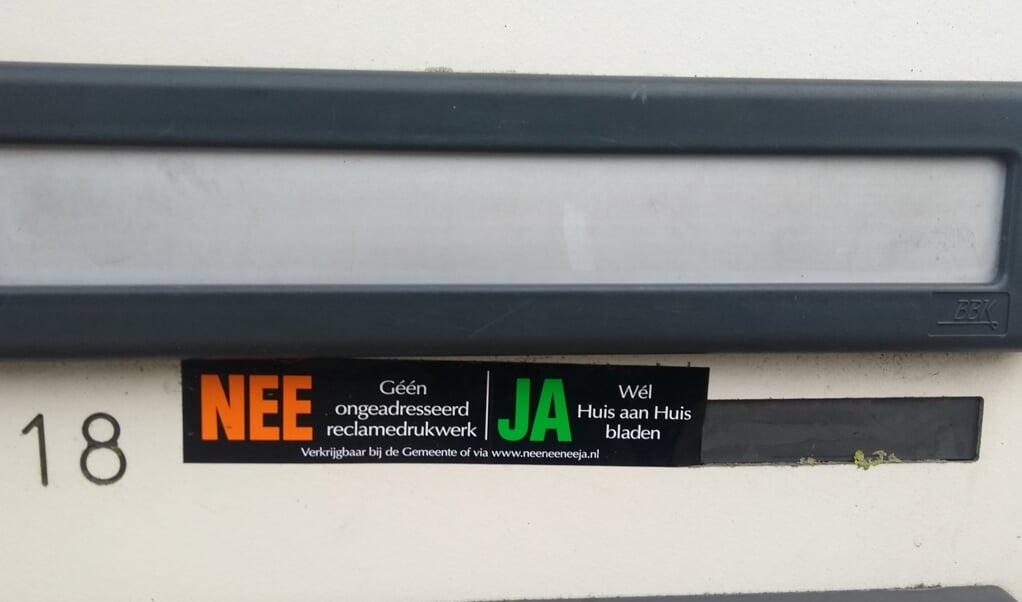 BBK
18
NEE
Géén
ongeadresseerd
reclamedrukwerk
JA
Wél
Huis aan Huis
bladen
Verkrijgbaar bij de Gemeente of via www.neeneeneeja.nl